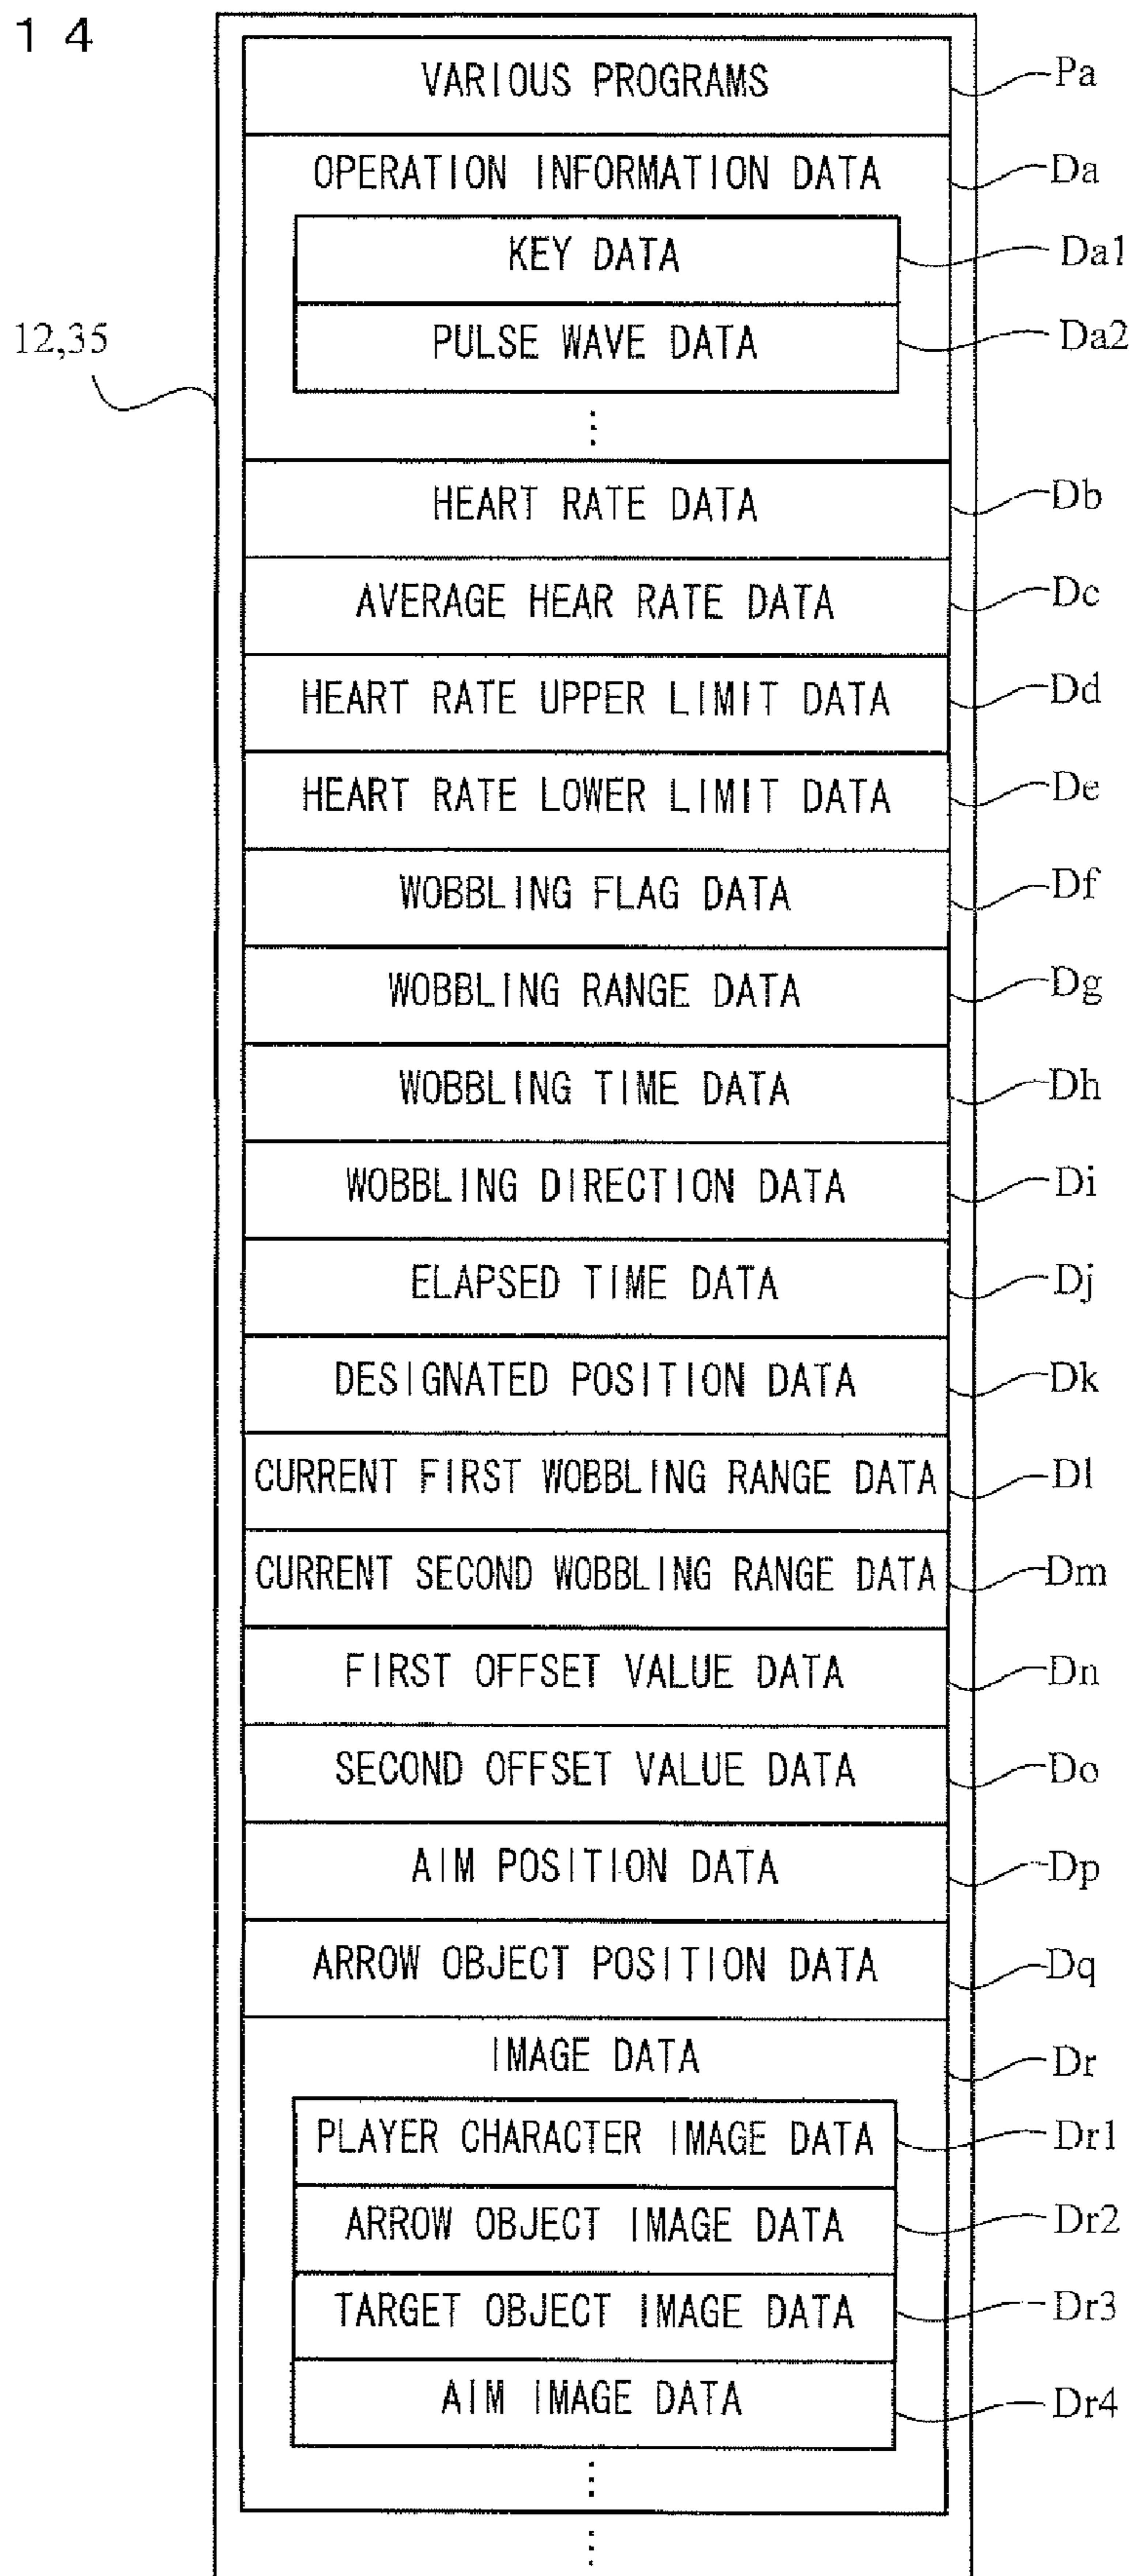 1 4
VARIOUS PROGRAMS Pa
OPERATION INFORMATION DATA Da
KEY DATA Da1
12,35 PULSE WAVE DATA Da2
HEART RATE DATA Db
AVERAGE HEAR RATE DATA Dc
HEART RATE UPPER LIMIT DATA Dd
HEART RATE LOWER LIMIT DATA De
WOBBLING FLAG DATA Df
WOBBLING RANGE DATA Dg
WOBBLING TIME DATA Dh
WOBBLING DIRECTION DATA Di
ELAPSED TIME DATA Dj
DESIGNATED POSITION DATA Dk
CURRENT FIRST WOBBLING RANGE DATA Dl
CURRENT SECOND WOBBLING RANGE DATA Dm
FIRST OFFSET VALUE DATA Dn
SECOND OFFSET VALUE DATA Do
AIM POSITION DATA Dp
ARROW OBJECT POSITION DATA Dq
IMAGE DATA Dr
PLAYER CHARACTER IMAGE DATA Dr1
ARROW OBJECT IMAGE DATA Dr2
TARGET OBJECT IMAGE DATA Dr3
AIM IMAGE DATA Dr4